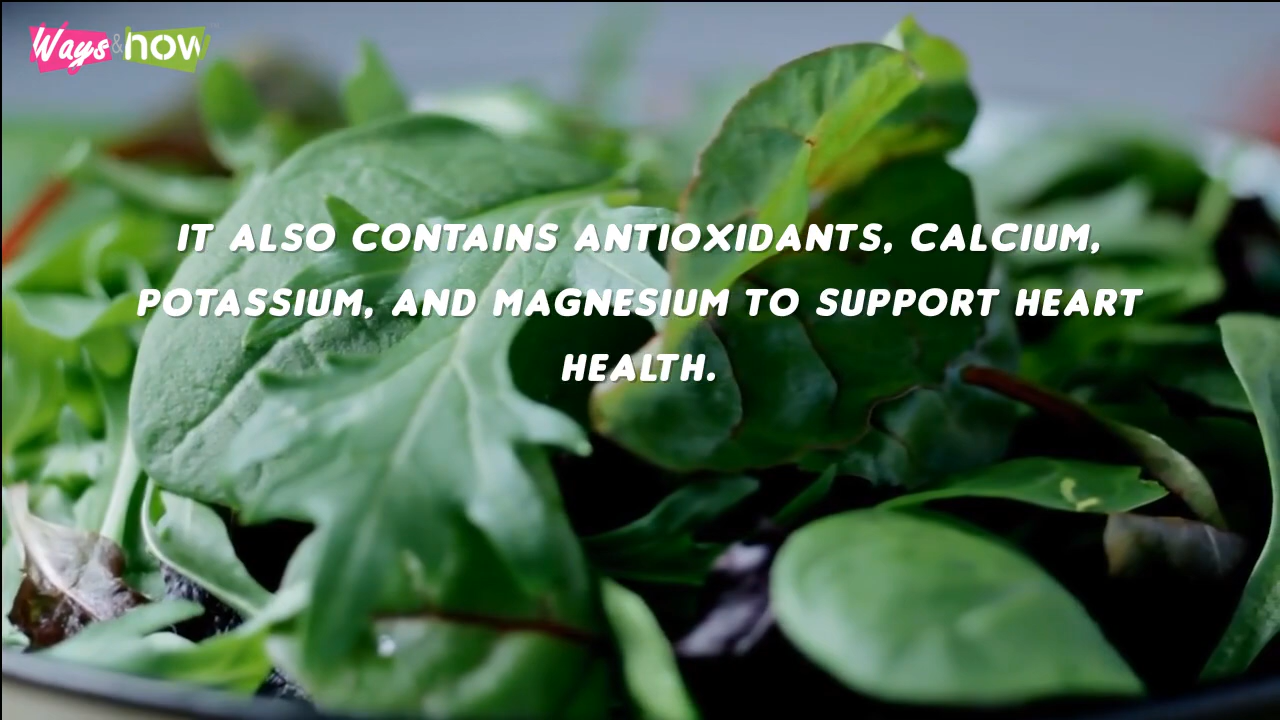 Ways & now
IT ALSO CONTAINS ANTIOXIDANTS, CALCIUM,
POTASSIUM, AND MAGNESIUM TO SUPPORT HEART
HEALTH.